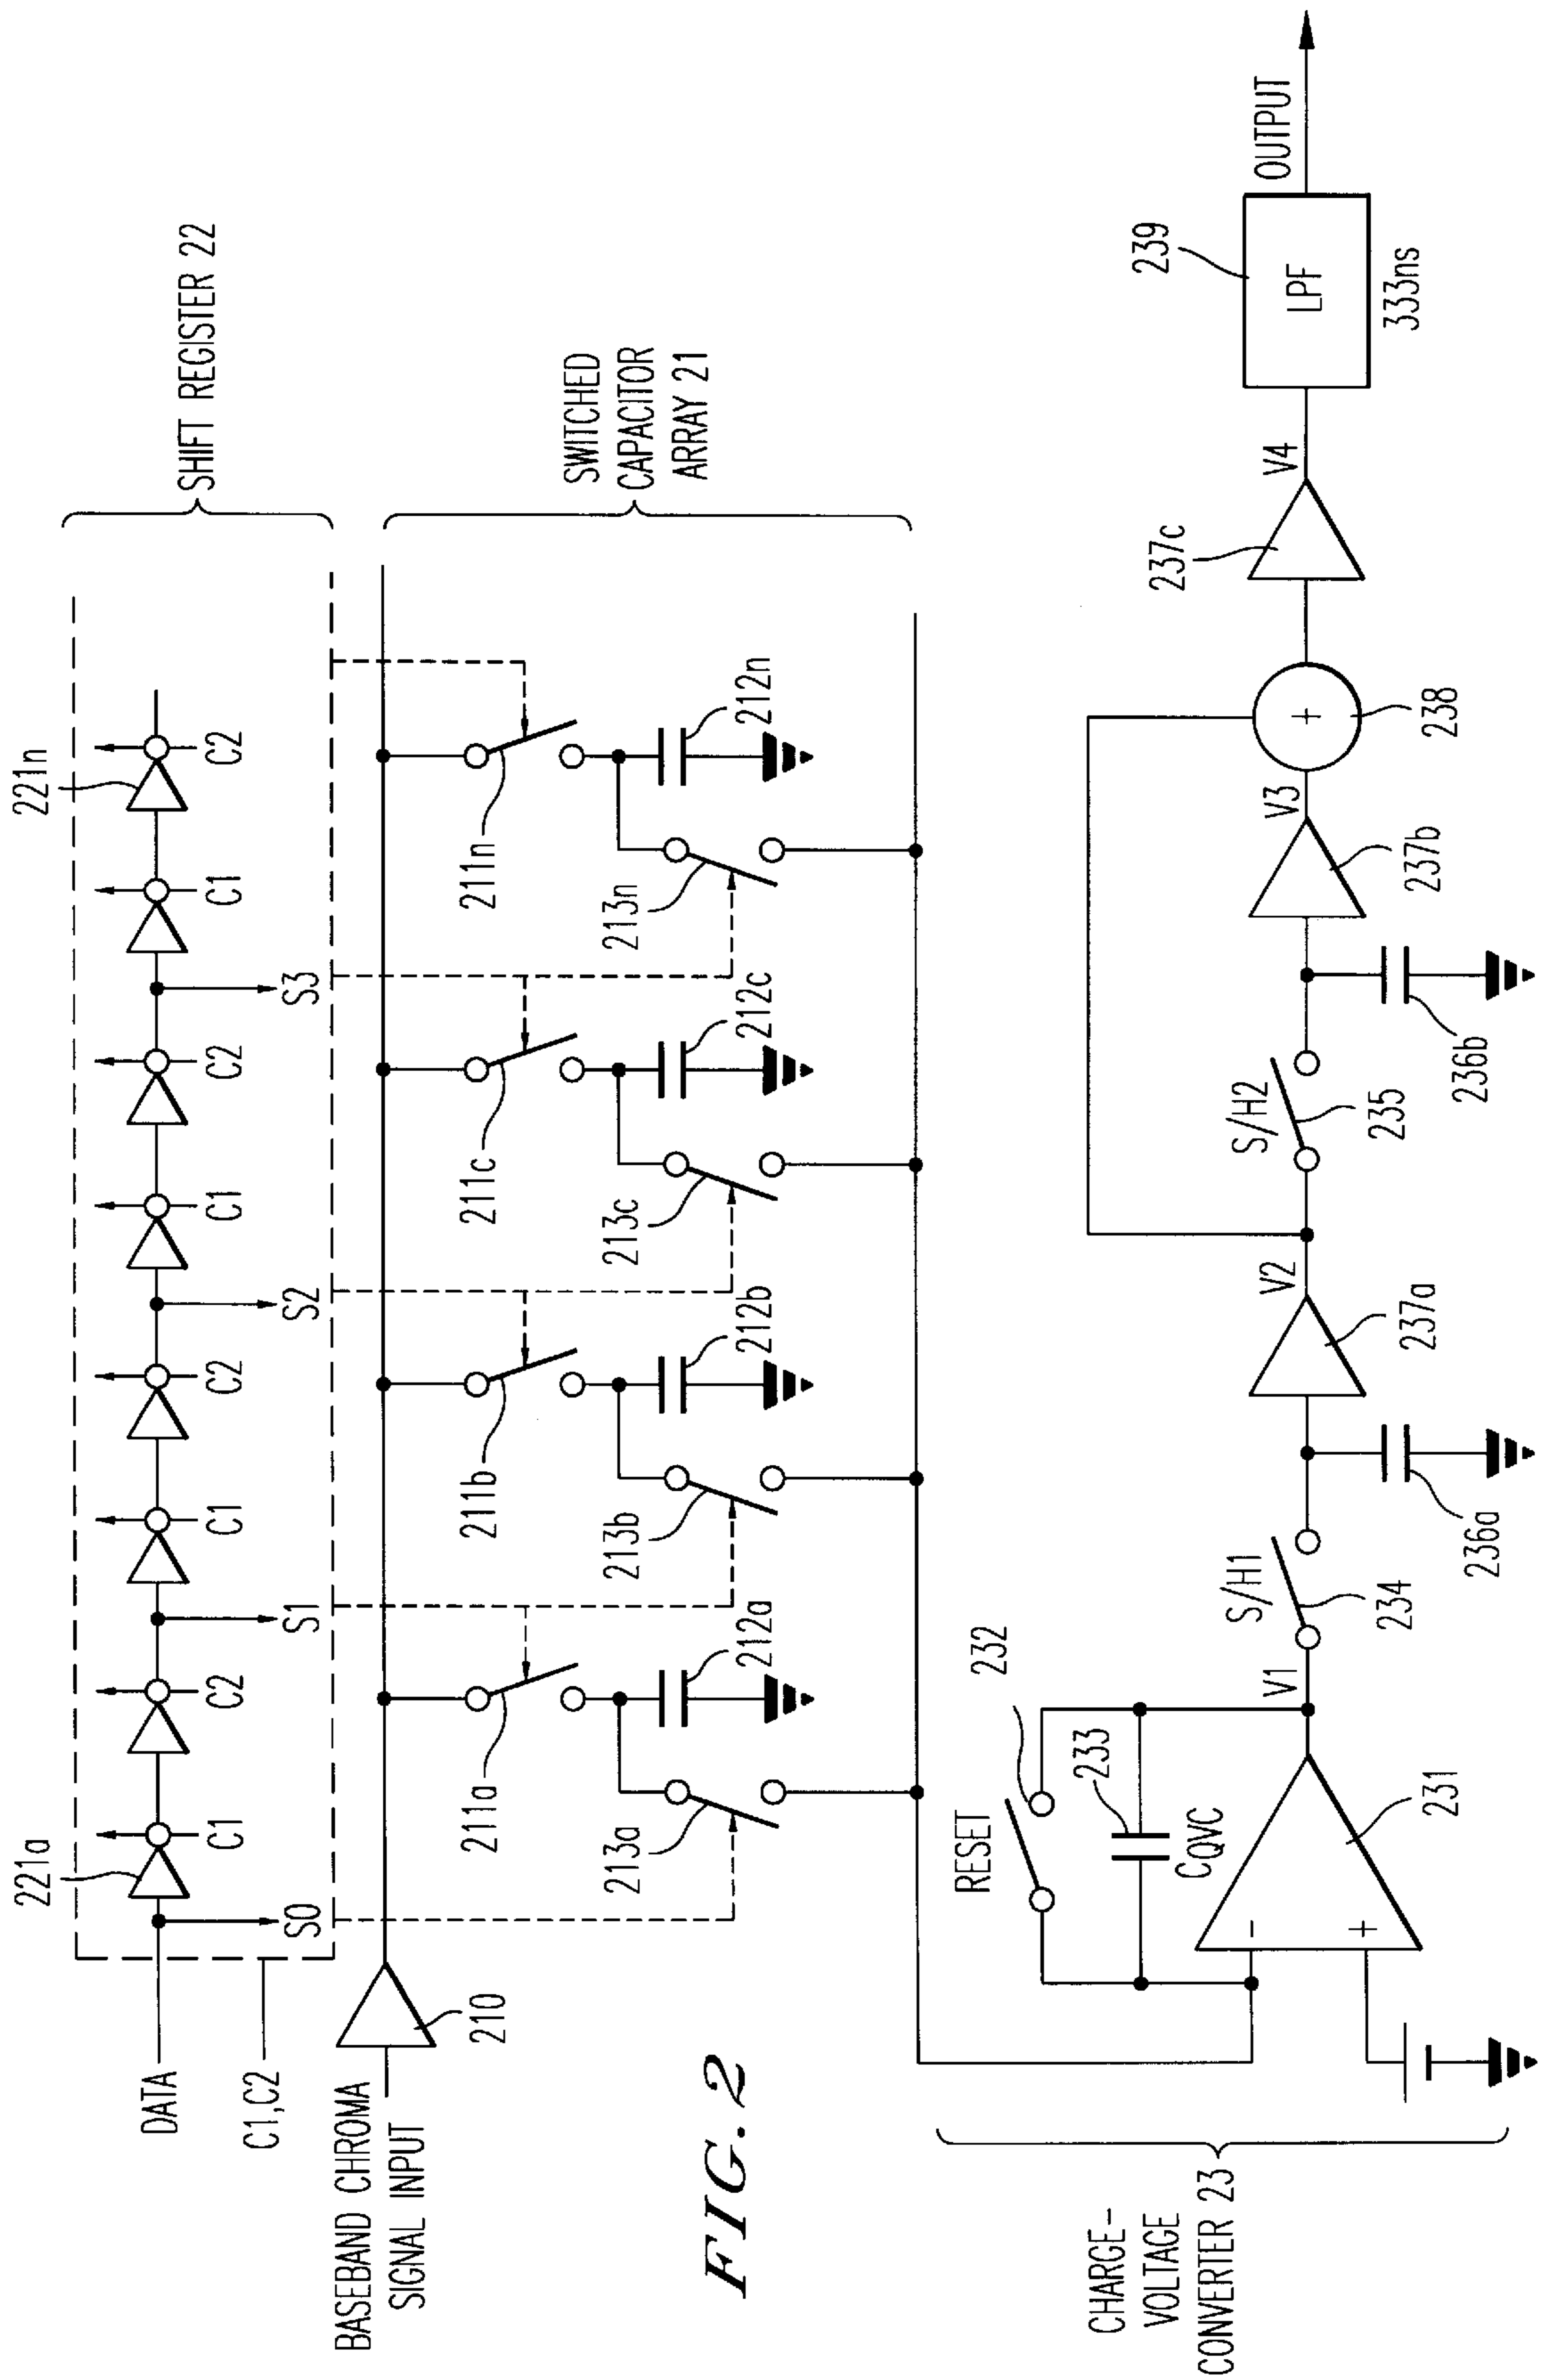 DATA
C1,C2
221a
C1
C2
C1
C2
C1
C2
C1
C2
221n
S0
S1
S2
S3
SHIFT REGISTER 22
BASEBAND CHROMA
SIGNAL INPUT
210
211a
211b
211c
211n
212a
212b
212c
212n
213a
213b
213c
213n
SWITCHED
CAPACITOR
ARRAY 21
FIG. 2
CHARGE-
VOLTAGE
CONVERTER 23
RESET
232
233
CQVC
-
+
231
V1
S/H1
234
236a
237a
V2
S/H2
235
236b
237b
V3
+
238
237c
V4
239
LPF
333ns
OUTPUT